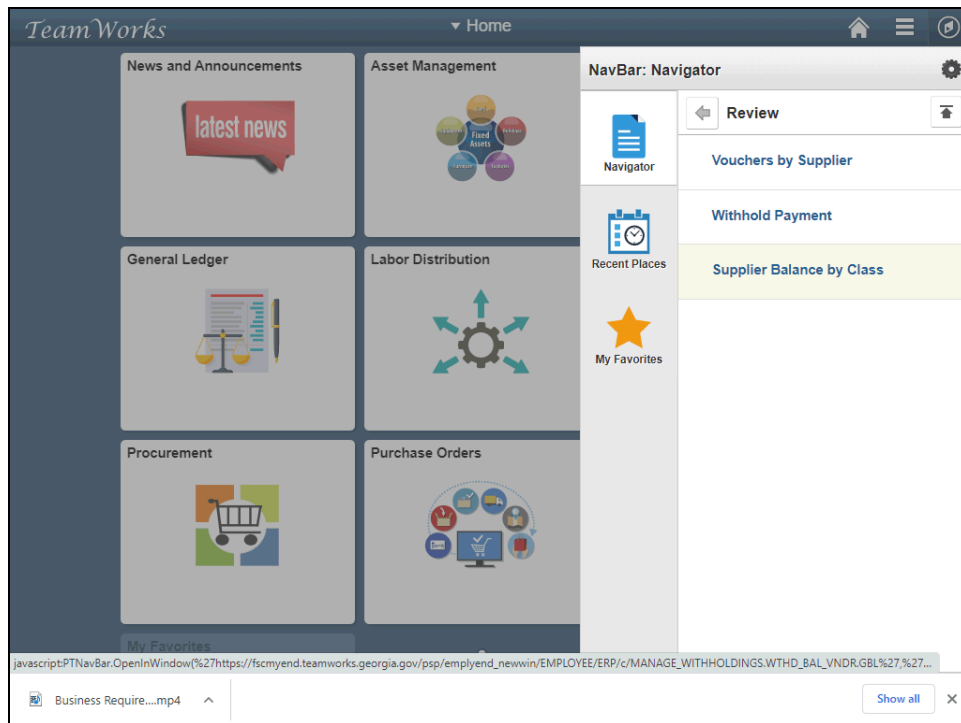 TeamWorks
Home
News and Announcements
latest news
Asset Management
Fixed
Assets
General Ledger
Labor Distribution
Procurement
Purchase Orders
My Favorites
NavBar: Navigator
Navigator
Recent Places
My Favorites
Review
Vouchers by Supplier
Withhold Payment
Supplier Balance by Class
javascript:PTNavBar.OpenInWindow(%27https://fscmyend.teamworks.georgia.gov/psp/emplyend_newwin/EMPLOYEE/ERP/c/MANAGE_WITHHOLDINGS.WTHD_BAL_VNDR.GBL%27,%27...
Business Require....mp4
Show all